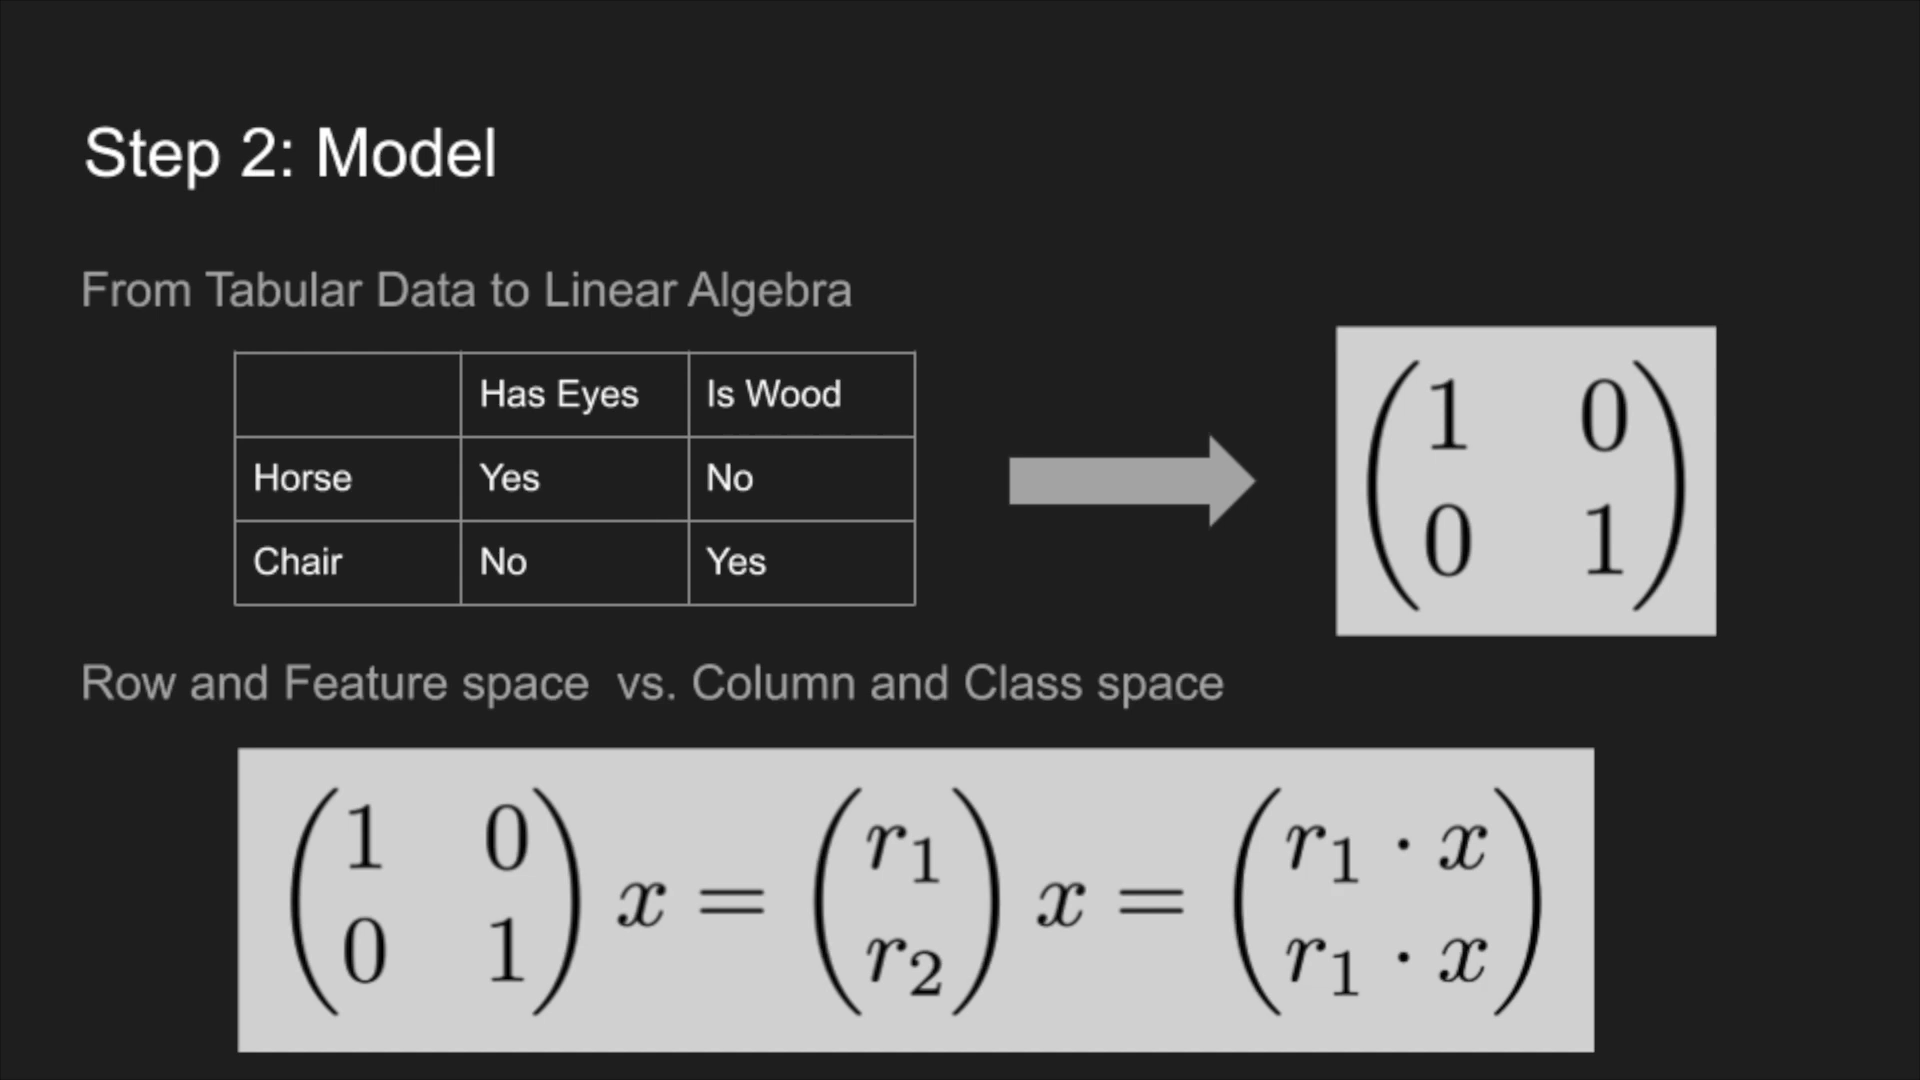 Step 2: Model
From Tabular Data to Linear Algebra
Has Eyes Is Wood
Horse Yes No
Chair No Yes
1 0
0 1
Row and Feature space vs. Column and Class space
(1 0) (r₁) (r₁ · x)
x = x =
(0 1) (r₂) (r₁ · x)